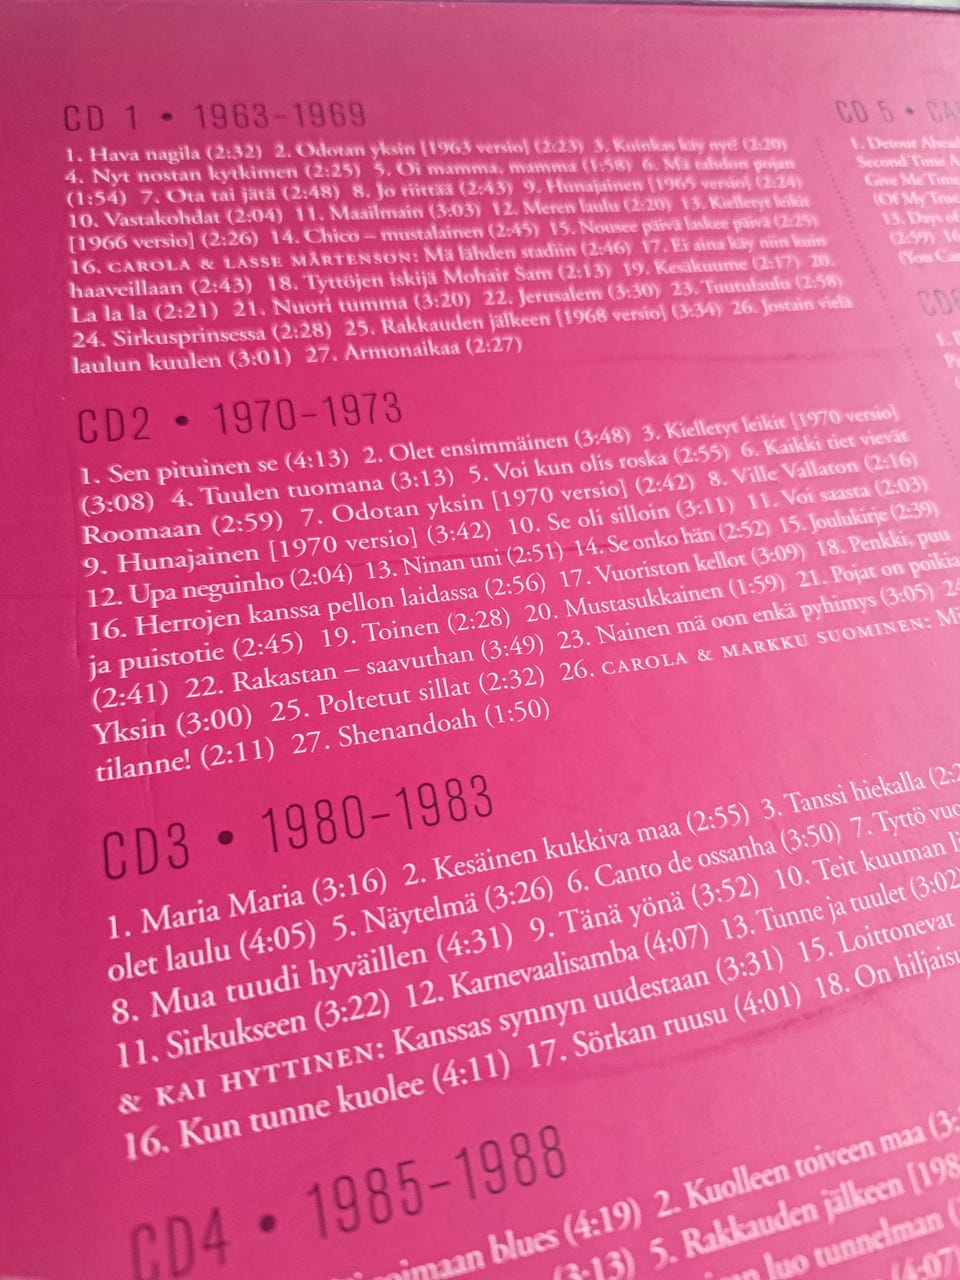 CD 1 • 1963–1969
1. Hava nagila (2:32) 2. Odotan yksin [1963 versio] (2:23) 3. Kuinkas käy nyt? (2:20)
4. Nyt nostan kytkimen (2:25) 5. Oi mamma, mamma (1:58) 6. Mä tahdon pojan
(1:54) 7. Ota tai jätä (2:48) 8. Jo riittää (2:43) 9. Hunajainen [1965 versio] (2:24)
10. Vastakohdat (2:04) 11. Maailmain (3:03) 12. Meren laulu (2:20) 13. Kielletyt leikit
[1966 versio] (2:26) 14. Chico – mustalainen (2:45) 15. Nousee päivä laskee päivä (2:25)
16. CAROLA & LASSE MÅRTENSON: Mä lähden stadiin (2:46) 17. Ei aina käy niin kuin
haaveillaan (2:43) 18. Tyttöjen iskijä Mohair Sam (2:13) 19. Kesäkuume (2:17) 20.
La la la (2:21) 21. Nuori tumma (3:20) 22. Jerusalem (3:30) 23. Tuutulaulu (2:58)
24. Sirkusprinsessa (2:28) 25. Rakkauden jälkeen [1968 versio] (3:34) 26. Jostain vielä
laulun kuulen (3:01) 27. Armonaikaa (2:27)
CD2 • 1970–1973
1. Sen pituinen se (4:13) 2. Olet ensimmäinen (3:48) 3. Kielletyt leikit [1970 versio]
(3:08) 4. Tuulen tuomana (3:13) 5. Voi kun olis roska (2:55) 6. Kaikki tiet vievät
Roomaan (2:59) 7. Odotan yksin [1970 versio] (2:42) 8. Ville Vallaton (2:16)
9. Hunajainen [1970 versio] (3:42) 10. Se oli silloin (3:11) 11. Voi saasta (2:03)
12. Upa neguinho (2:04) 13. Ninan uni (2:51) 14. Se onko hän (2:52) 15. Joulukirje (2:39)
16. Herrojen kanssa pellon laidassa (2:56) 17. Vuoriston kellot (3:09) 18. Penkki, puu
ja puistotie (2:45) 19. Toinen (2:28) 20. Mustasukkainen (1:59) 21. Pojat on poikia
(2:41) 22. Rakastan – saavuthan (3:49) 23. Nainen mä oon enkä pyhimys (3:05) 24
Yksin (3:00) 25. Poltetut sillat (2:32) 26. CAROLA & MARKKU SUOMINEN: Mi
tilanne! (2:11) 27. Shenandoah (1:50)
CD3 • 1980–1983
1. Maria Maria (3:16) 2. Kesäinen kukkiva maa (2:55) 3. Tanssi hiekalla (2:2
olet laulu (4:05) 5. Näytelmä (3:26) 6. Canto de ossanha (3:50) 7. Tyttö vuo
8. Mua tuudi hyväillen (4:31) 9. Tänä yönä (3:52) 10. Teit kuuman li
11. Sirkukseen (3:22) 12. Karnevaalisamba (4:07) 13. Tunne ja tuulet (3:02)
& KAI HYTTINEN: Kanssas synnyn uudestaan (3:31) 15. Loittonevat
16. Kun tunne kuolee (4:11) 17. Sörkan ruusu (4:01) 18. On hiljaisu
CD4 • 1985–1988
oimaan blues (4:19) 2. Kuolleen toiveen maa (3:
(3:13) 5. Rakkauden jälkeen [198
luo tunnelman (
(4:07)
CD 5 • CA
1. Detour Ahead
Second Time A
Give Me Time
(Of My True
13. Days of
(2:59) 16
(You Can
CD6
1.